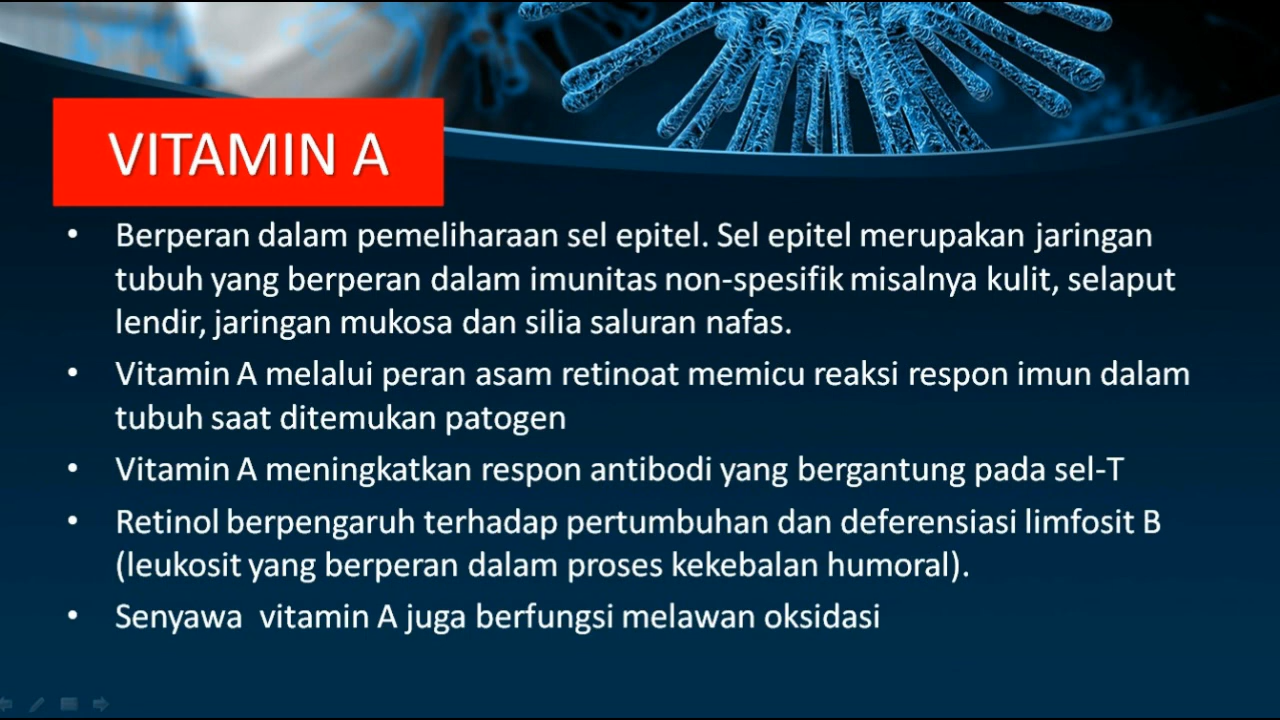 VITAMIN A
• Berperan dalam pemeliharaan sel epitel. Sel epitel merupakan jaringan
tubuh yang berperan dalam imunitas non-spesifik misalnya kulit, selaput
lendir, jaringan mukosa dan silia saluran nafas.
• Vitamin A melalui peran asam retinoat memicu reaksi respon imun dalam
tubuh saat ditemukan patogen
• Vitamin A meningkatkan respon antibodi yang bergantung pada sel-T
• Retinol berpengaruh terhadap pertumbuhan dan deferensiasi limfosit B
(leukosit yang berperan dalam proses kekebalan humoral).
• Senyawa  vitamin A juga berfungsi melawan oksidasi